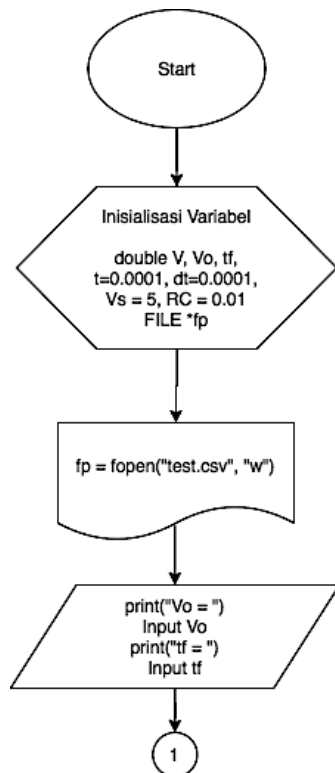 Start
Inisialisasi Variabel
double V, Vo, tf,
t=0.0001, dt=0.0001,
Vs = 5, RC = 0.01
FILE *fp
fp = fopen("test.csv", "w")
print("Vo = ")
Input Vo
print("tf = ")
Input tf
1